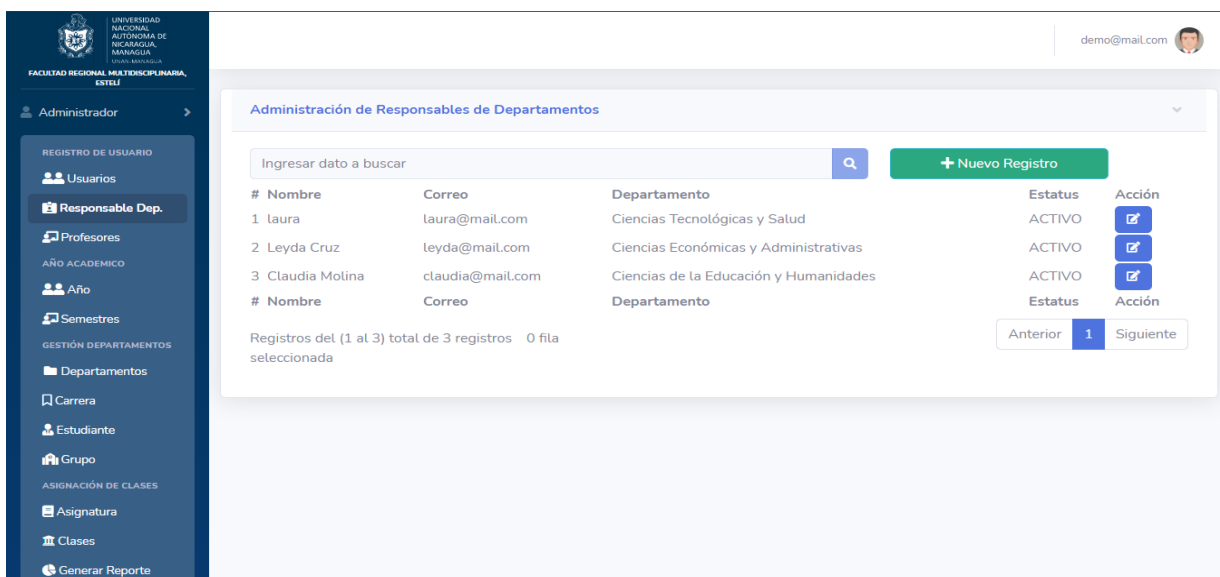 UNIVERSIDAD
NACIONAL
AUTÓNOMA DE
NICARAGUA,
MANAGUA
UNAN-MANAGUA
FACULTAD REGIONAL MULTIDISCIPLINARIA,
ESTELÍ
Administrador
REGISTRO DE USUARIO
Usuarios
Responsable Dep.
Profesores
AÑO ACADEMICO
Año
Semestres
GESTIÓN DEPARTAMENTOS
Departamentos
Carrera
Estudiante
Grupo
ASIGNACIÓN DE CLASES
Asignatura
Clases
Generar Reporte
demo@mail.com
Administración de Responsables de Departamentos
Ingresar dato a buscar
Nuevo Registro
# Nombre Correo Departamento Estatus Acción
1 laura laura@mail.com Ciencias Tecnológicas y Salud ACTIVO
2 Leyda Cruz leyda@mail.com Ciencias Económicas y Administrativas ACTIVO
3 Claudia Molina claudia@mail.com Ciencias de la Educación y Humanidades ACTIVO
# Nombre Correo Departamento Estatus Acción
Registros del (1 al 3) total de 3 registros 0 fila
seleccionada
Anterior 1 Siguiente